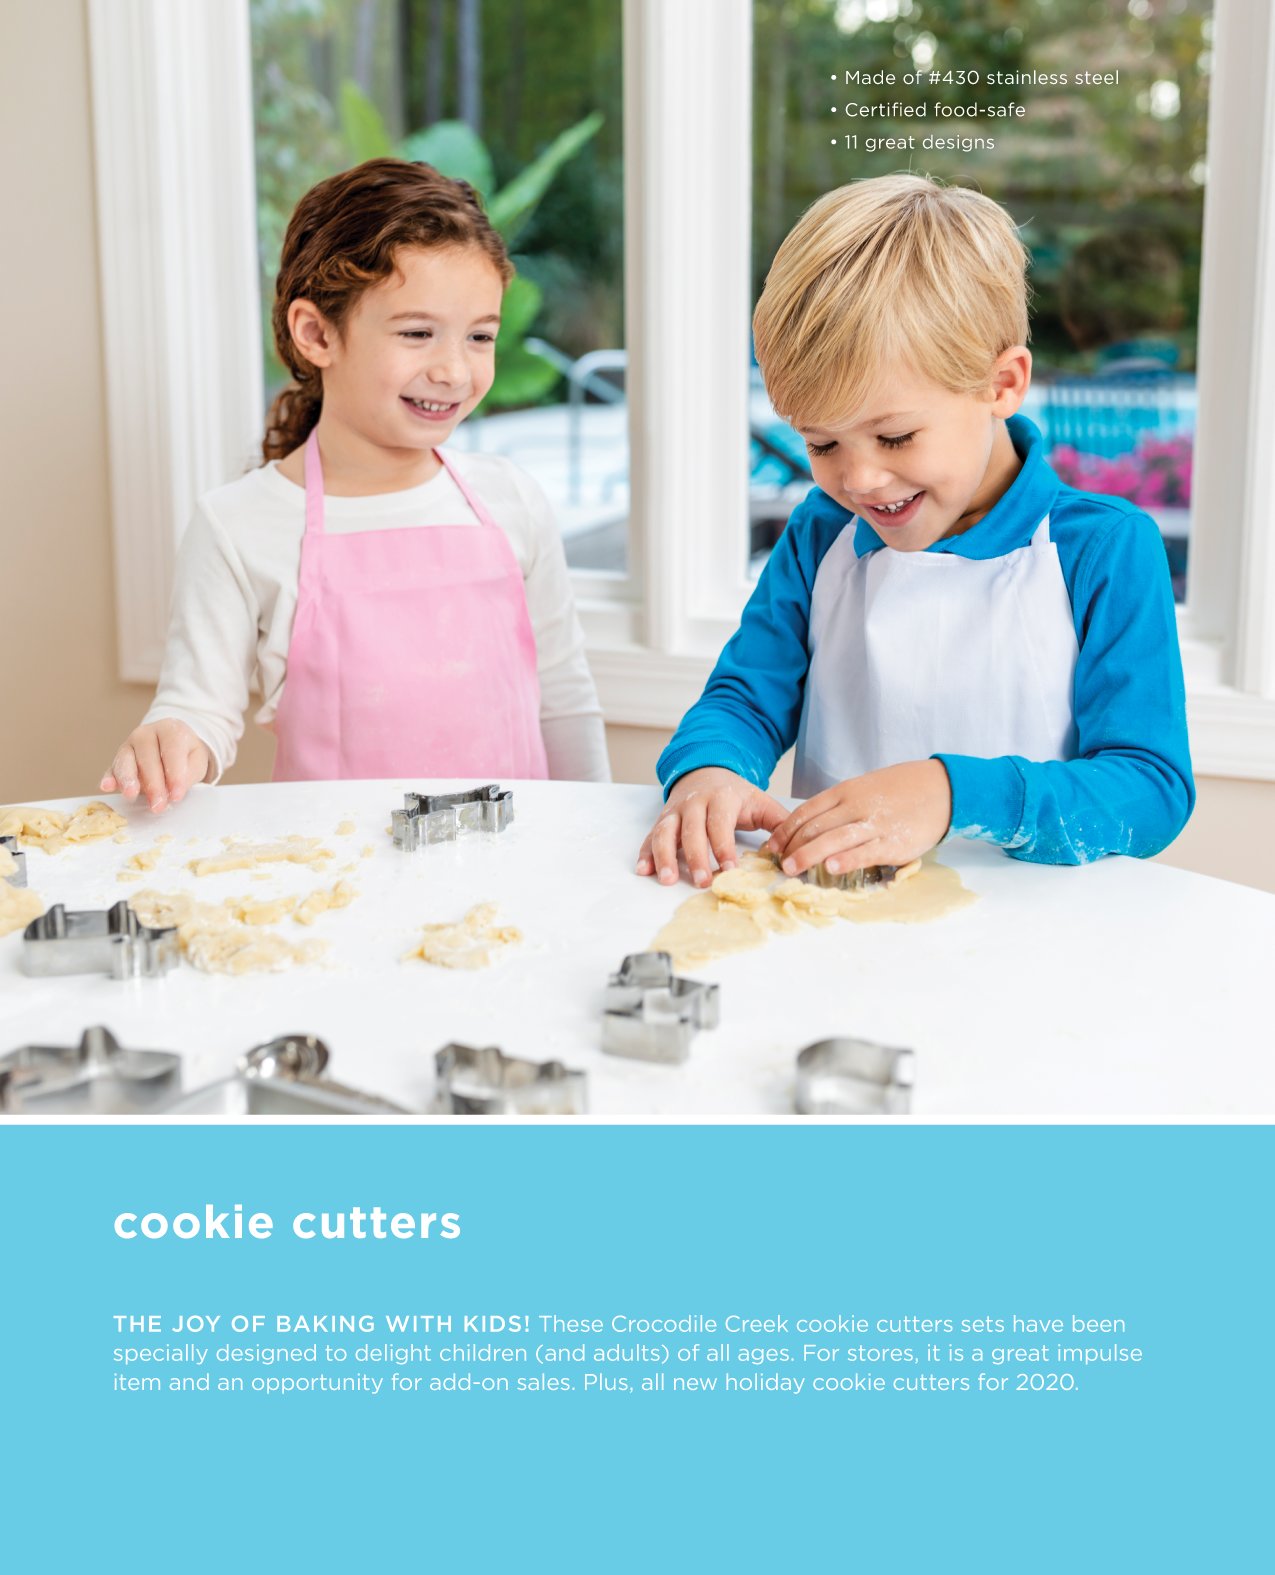 • Made of #430 stainless steel
• Certified food-safe
• 11 great designs
cookie cutters
THE JOY OF BAKING WITH KIDS! These Crocodile Creek cookie cutters sets have been
specially designed to delight children (and adults) of all ages. For stores, it is a great impulse
item and an opportunity for add-on sales. Plus, all new holiday cookie cutters for 2020.